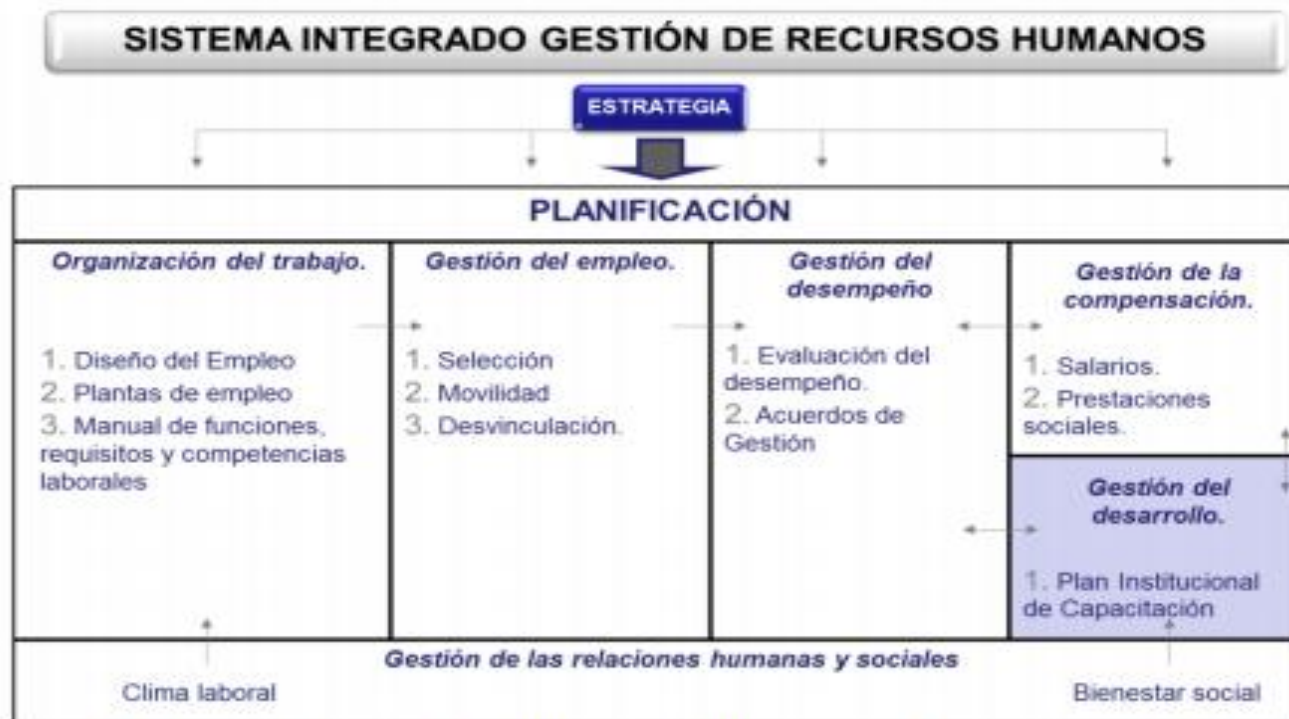 SISTEMA INTEGRADO GESTIÓN DE RECURSOS HUMANOS
ESTRATEGIA
PLANIFICACIÓN
Organización del trabajo.
1. Diseño del Empleo
2. Plantas de empleo
3. Manual de funciones,
requisitos y competencias
laborales
Gestión del empleo.
1. Selección
2. Movilidad
3. Desvinculación.
Gestión del
desempeño
1. Evaluación del
desempeño.
2. Acuerdos de
Gestión
Gestión de la
compensación.
1. Salarios.
2. Prestaciones
sociales.
Gestión del
desarrollo.
1. Plan Institucional
de Capacitación
Gestión de las relaciones humanas y sociales
Clima laboral
Bienestar social